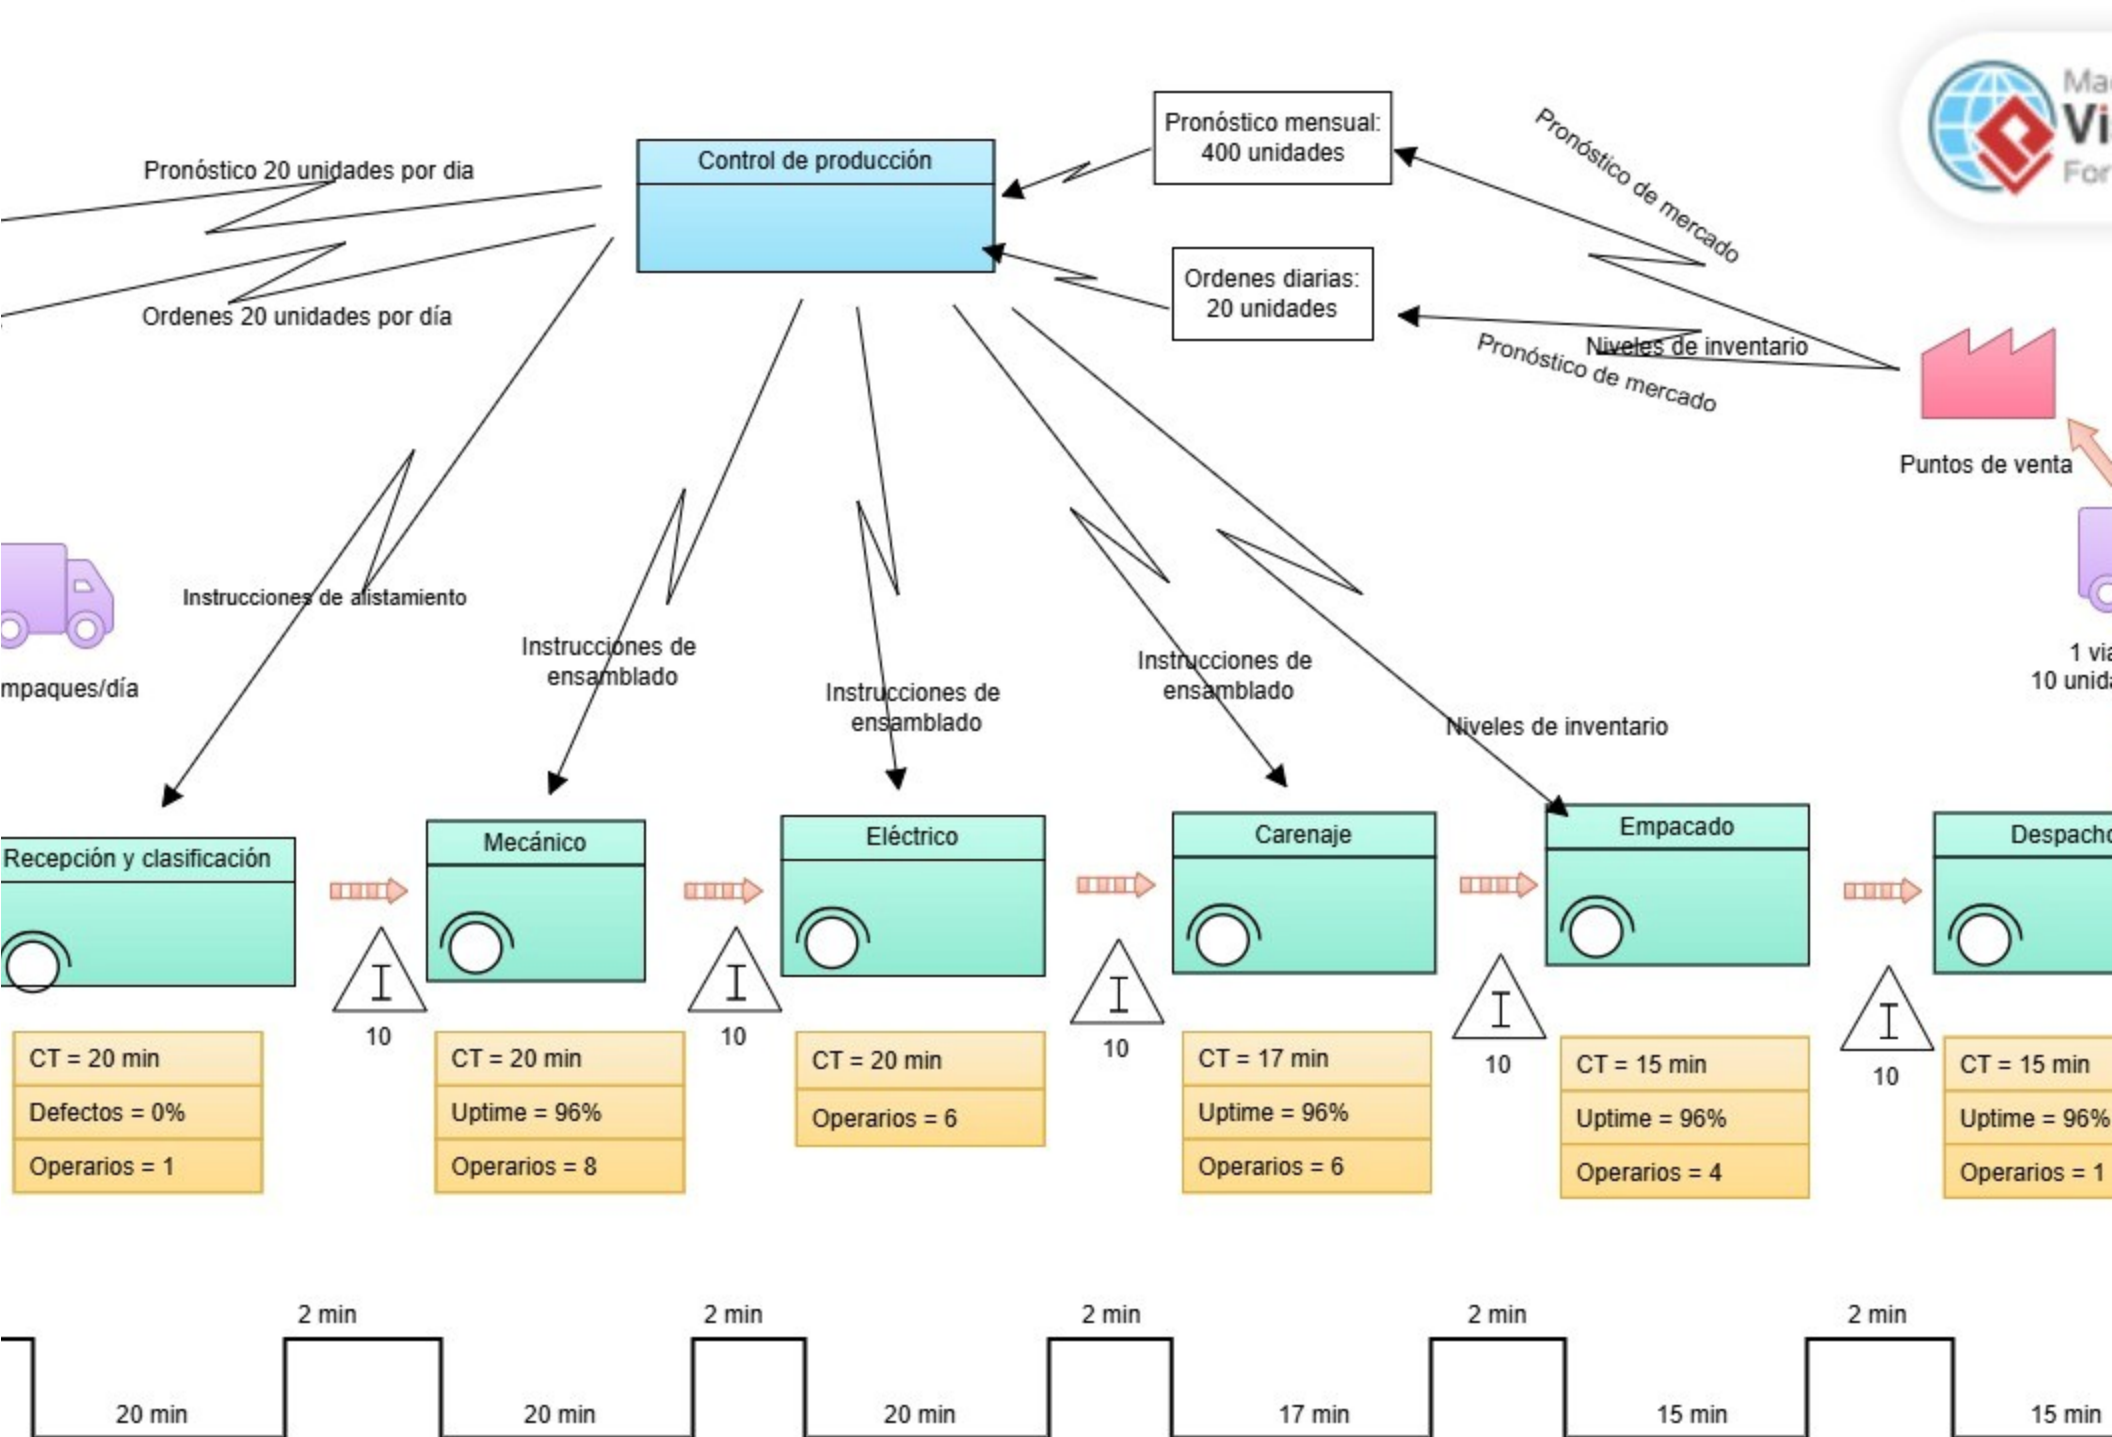 Pronóstico 20 unidades por dia
Ordenes 20 unidades por día
Control de producción
Pronóstico mensual:
400 unidades
Ordenes diarias:
20 unidades
Pronóstico de mercado
Niveles de inventario
Pronóstico de mercado
Puntos de venta
Instrucciones de alistamiento
Instrucciones de
ensamblado
Instrucciones de
ensamblado
Instrucciones de
ensamblado
Niveles de inventario
mpaques/día
1 via
10 unida
Recepción y clasificación
Mecánico
Eléctrico
Carenaje
Empacado
Despacho
10
10
10
10
10
CT = 20 min
Defectos = 0%
Operarios = 1
CT = 20 min
Uptime = 96%
Operarios = 8
CT = 20 min
Operarios = 6
CT = 17 min
Uptime = 96%
Operarios = 6
CT = 15 min
Uptime = 96%
Operarios = 4
CT = 15 min
Uptime = 96%
Operarios = 1
2 min
2 min
2 min
2 min
2 min
20 min
20 min
20 min
17 min
15 min
15 min